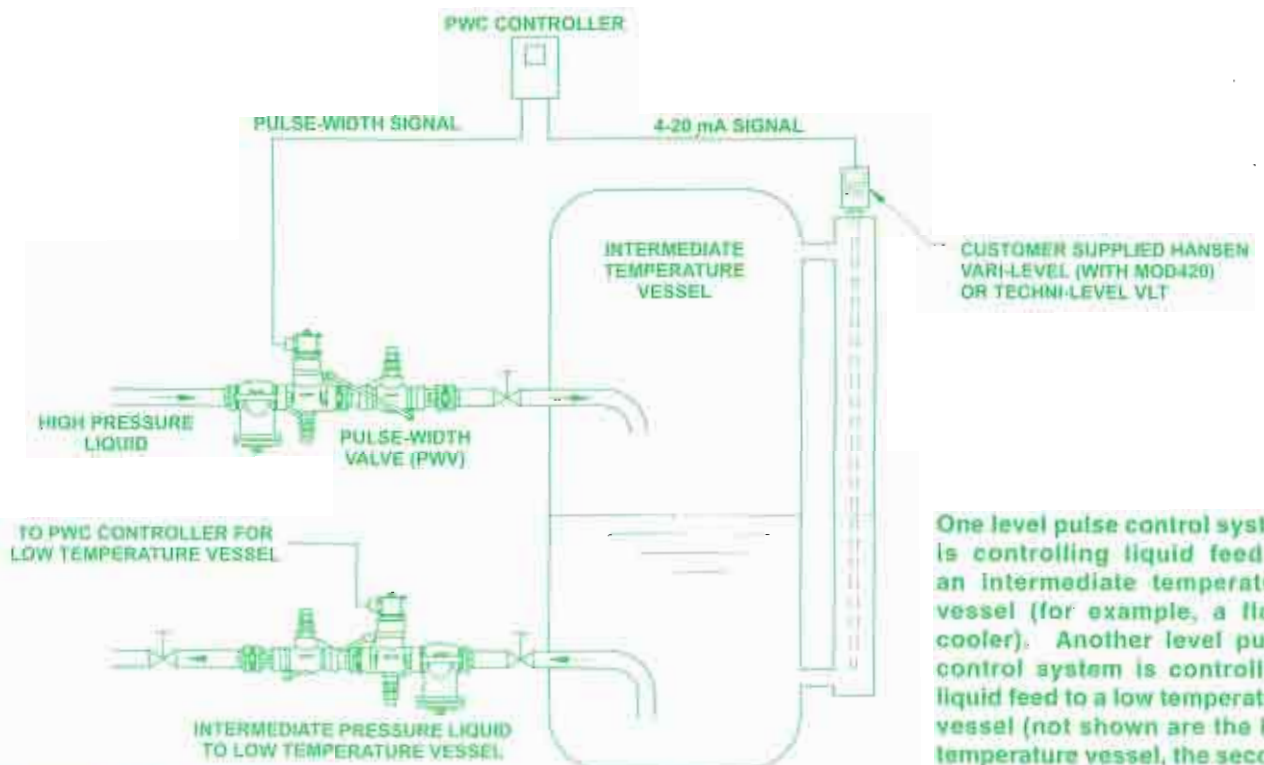 PWC CONTROLLER
PULSE-WIDTH SIGNAL
4-20 mA SIGNAL
INTERMEDIATE
TEMPERATURE
VESSEL
CUSTOMER SUPPLIED HANSEN
VARI-LEVEL (WITH MOD420)
OR TECHNI-LEVEL VLT
HIGH PRESSURE
LIQUID
PULSE-WIDTH
VALVE (PWV)
TO PWC CONTROLLER FOR
LOW TEMPERATURE VESSEL
INTERMEDIATE PRESSURE LIQUID
TO LOW TEMPERATURE VESSEL
One level pulse control syst
is controlling liquid feed
an intermediate temperat
vessel (for example, a fla
cooler). Another level pul
control system is controlli
liquid feed to a low temperat
vessel (not shown are the l
temperature vessel, the seco